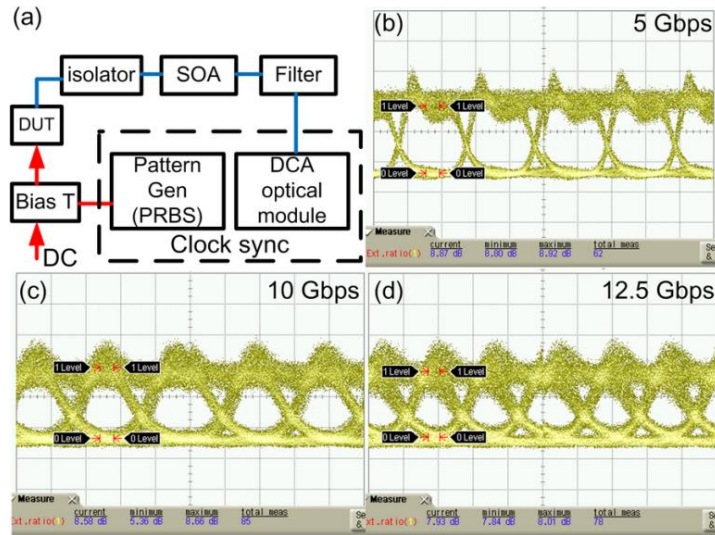 (a)
isolator
SOA
Filter
DUT
Bias T
Pattern
Gen
(PRBS)
DCA
optical
module
Clock sync
DC
(b)
5 Gbps
1 Level
1 Level
0 Level
0 Level
Measure
current minimum maximum total meas
Ext.ratio( ) 8.87 dB 8.80 dB 8.92 dB 62
Se
&
(c)
10 Gbps
1 Level
1 Level
0 Level
0 Level
Measure
current minimum maximum total meas
xt.ratio( ) 8.58 dB 5.36 dB 8.66 dB 85
Se
&
(d)
12.5 Gbps
1 Level
1 Level
0 Level
0 Level
Measure
current minimum maximum total meas
xt.ratio( ) 7.93 dB 7.84 dB 8.01 dB 78
Se
&